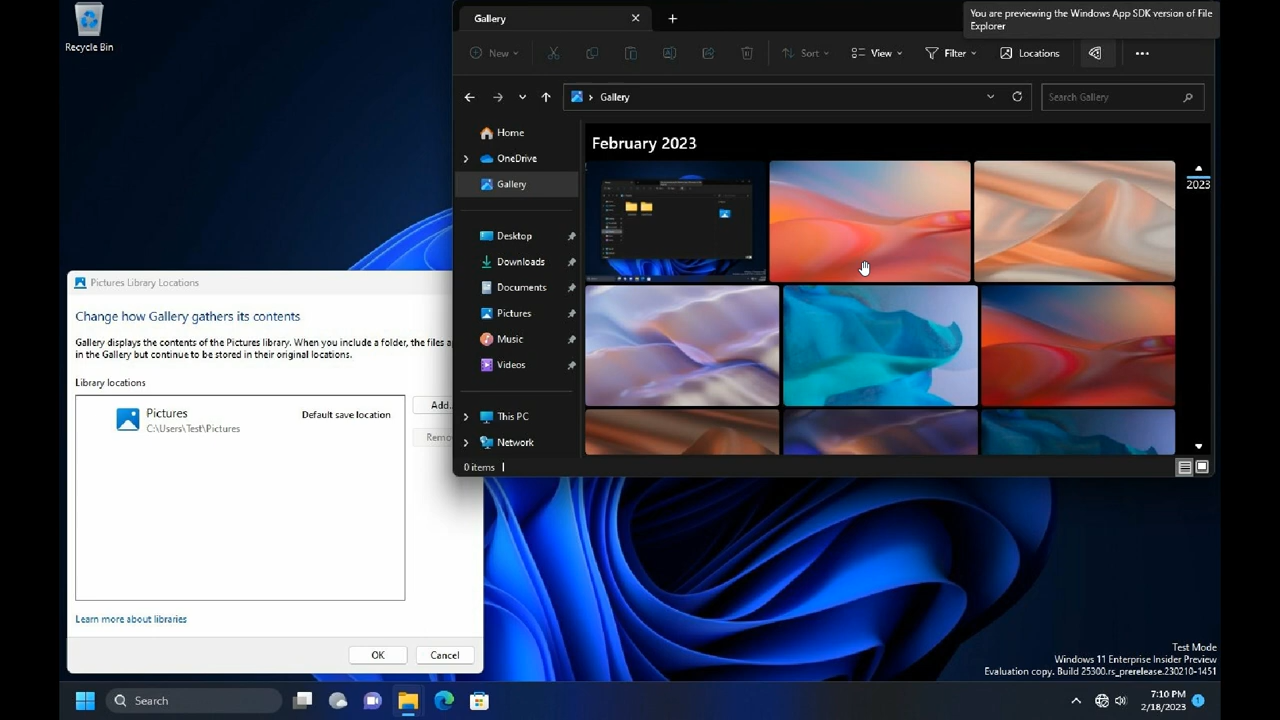 Recycle Bin
Gallery
You are previewing the Windows App SDK version of File
Explorer
New
Sort
View
Filter
Locations
Gallery
Search Gallery
Home
OneDrive
Gallery
Desktop
Downloads
Documents
Pictures
Music
Videos
This PC
Network
February 2023
2023
0 items
Pictures Library Locations
Change how Gallery gathers its contents
Gallery displays the contents of the Pictures library. When you include a folder, the files
in the Gallery but continue to be stored in their original locations.
Library locations
Pictures
C:\Users\Test\Pictures
Default save location
Add.
Remo
Learn more about libraries
OK
Cancel
Test Mode
Windows 11 Enterprise Insider Preview
Evaluation copy. Build 25300.rs_prerelease.230210-1451
Search
7:10 PM
2/18/2023
1